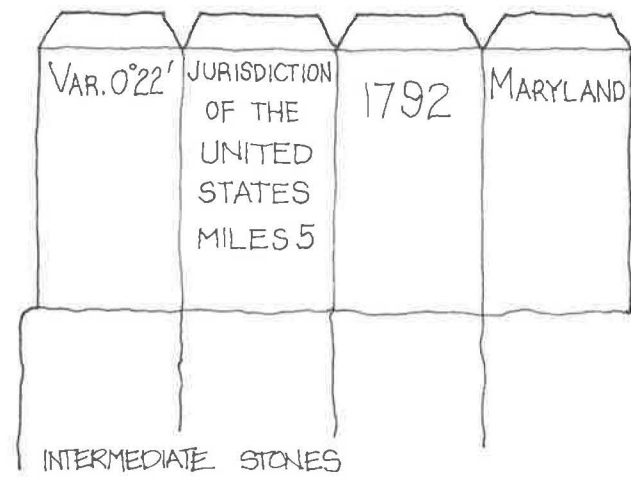 VAR. 0°22'
JURISDICTION
OF THE
UNITED
STATES
MILES 5
1792
MARYLAND
INTERMEDIATE STONES